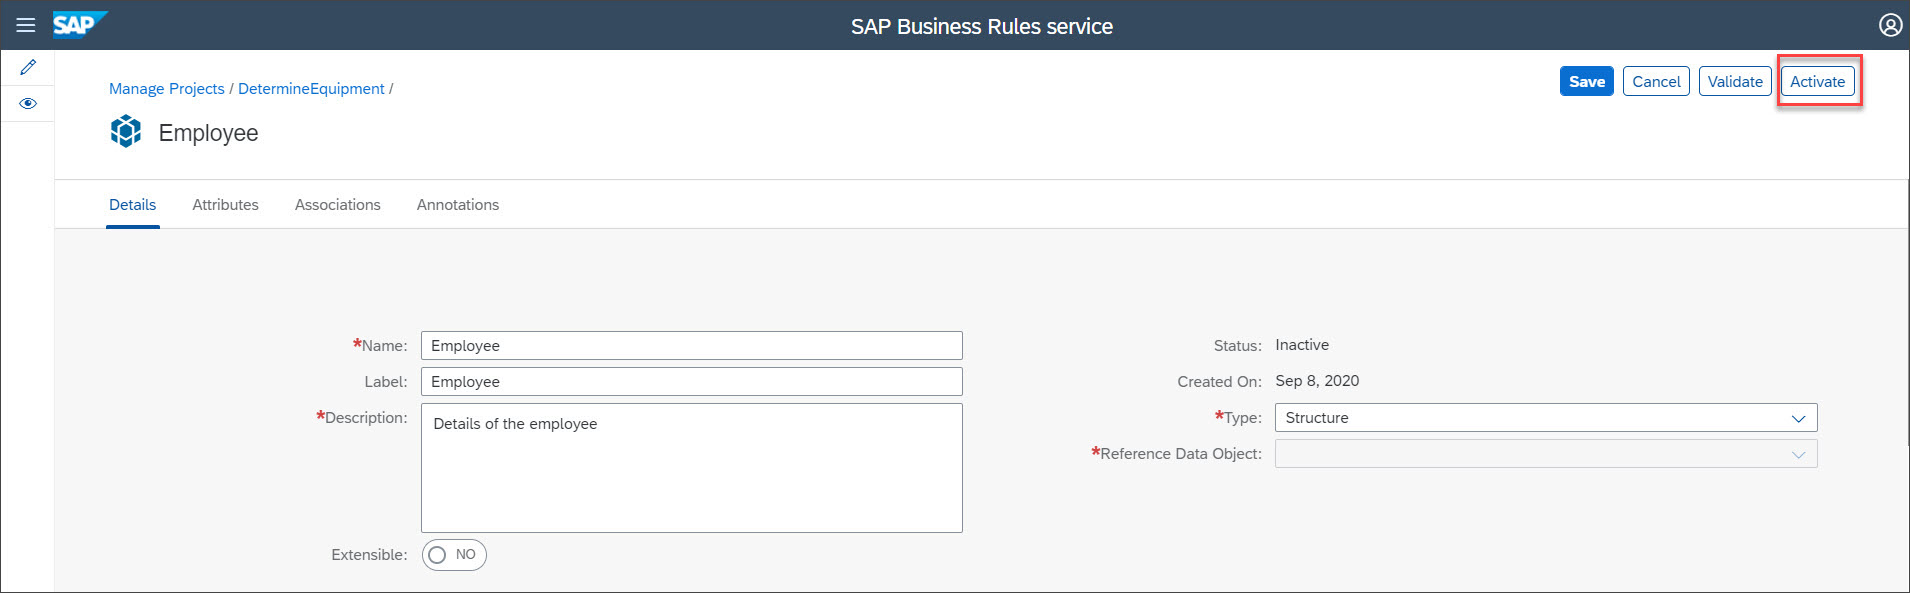 SAP SAP Business Rules service
Manage Projects / DetermineEquipment /
Save Cancel Validate Activate
Employee
Details Attributes Associations Annotations
*Name: Employee
Label: Employee
*Description: Details of the employee
Extensible: NO
Status: Inactive
Created On: Sep 8, 2020
*Type: Structure
*Reference Data Object: